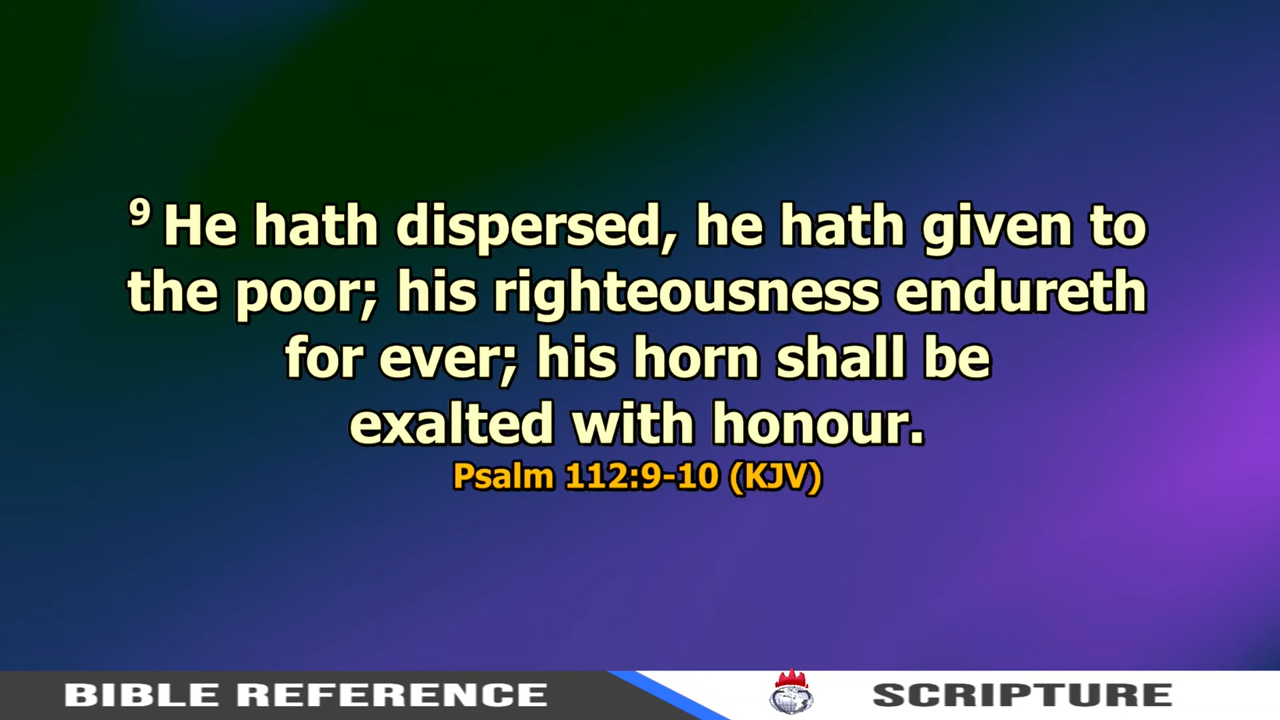 9 He hath dispersed, he hath given to
the poor; his righteousness endureth
for ever; his horn shall be
exalted with honour.
Psalm 112:9-10 (KJV)
BIBLE REFERENCE
SCRIPTURE